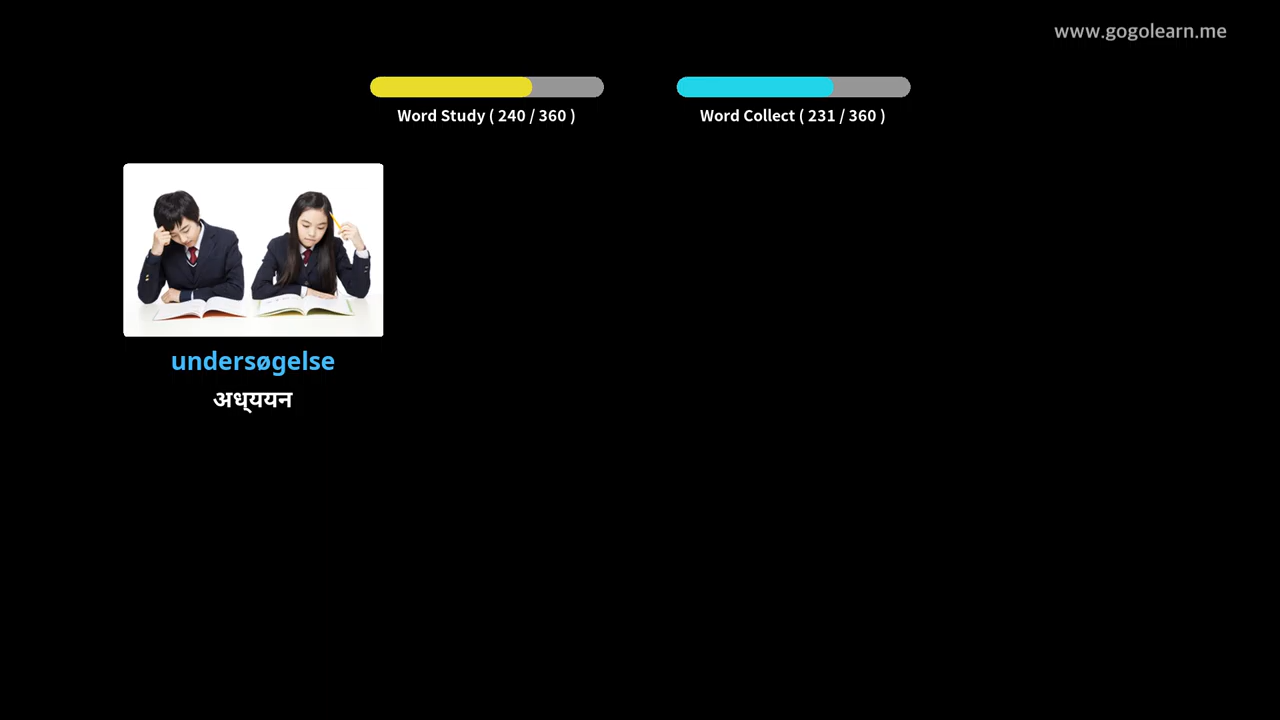 www.gogolearn.me
Word Study ( 240 / 360 )
Word Collect ( 231 / 360 )
undersøgelse
अध्ययन